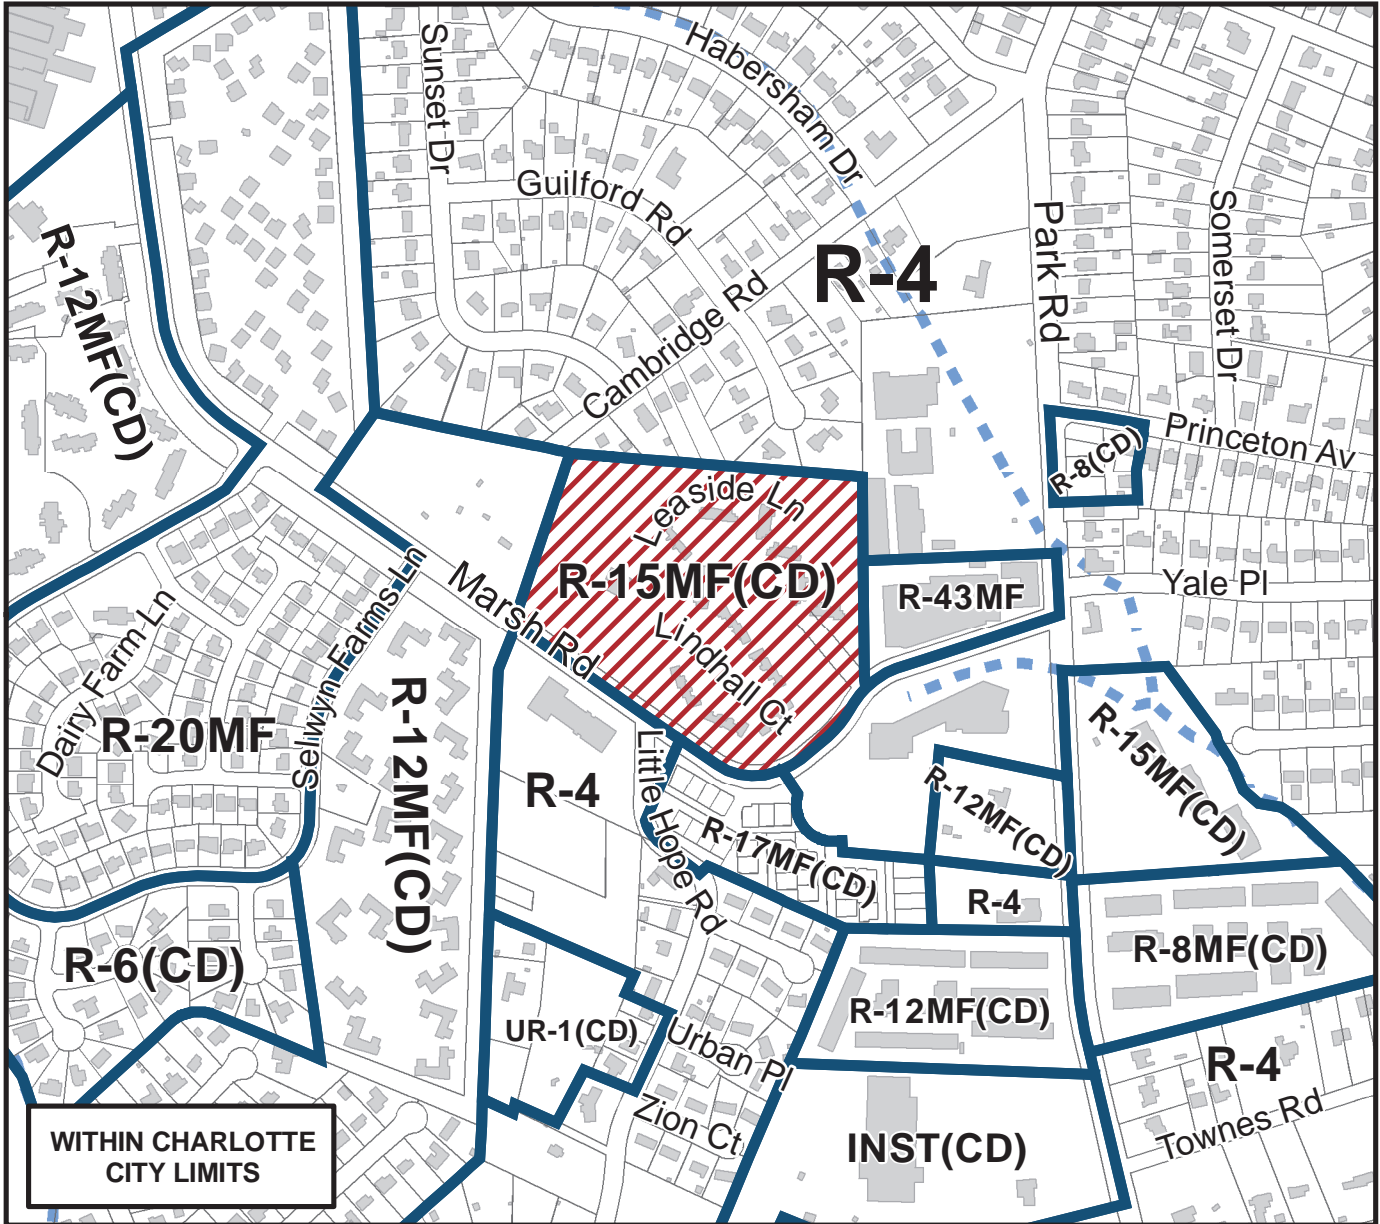 Sunset Dr
Habersham Dr
Guilford Rd
R-12MF(CD)
R-4
Park Rd
Somerset Dr
Cambridge Rd
Princeton Av
R-8(CD)
Leaside Ln
R-15MF(CD)
R-43MF
Yale Pl
Marsh Rd
Lindhall Ct
Selwyn Farms Ln
Dairy Farm Ln
R-20MF
R-12MF(CD)
R-4
Little Hope Rd
R-17MF(CD)
R-12MF(CD)
R-15MF(CD)
R-4
R-8MF(CD)
R-6(CD)
R-12MF(CD)
UR-1(CD)
Urban Pl
Zion Ct
R-4
Townes Rd
INST(CD)
WITHIN CHARLOTTE
CITY LIMITS